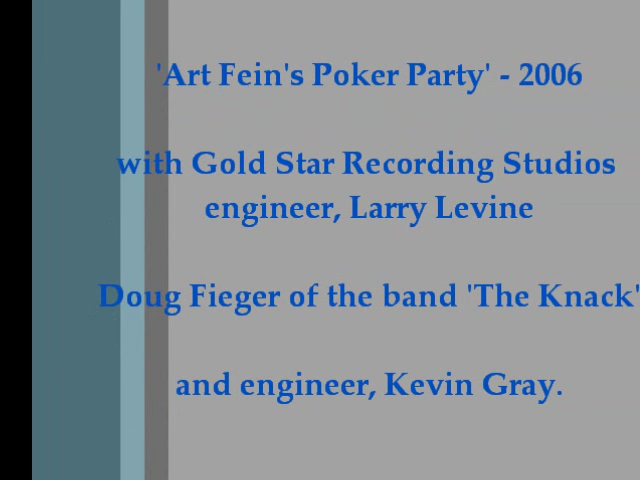 'Art Fein's Poker Party' - 2006
with Gold Star Recording Studios
engineer, Larry Levine
Doug Fieger of the band 'The Knack'
and engineer, Kevin Gray.